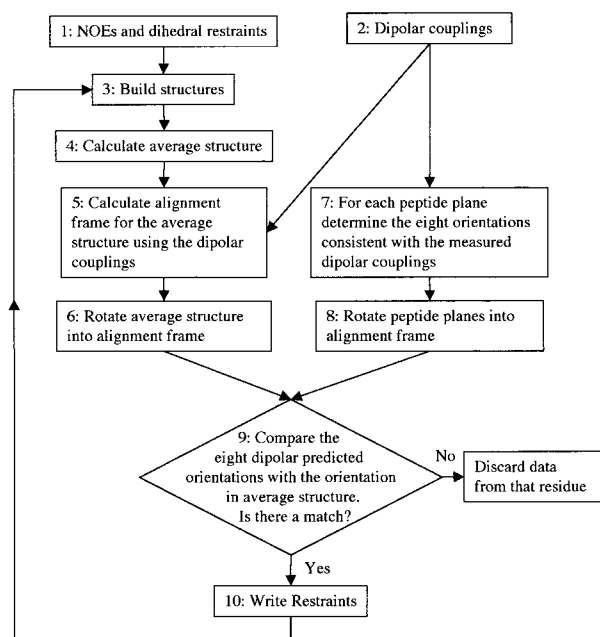 1: NOEs and dihedral restraints
2: Dipolar couplings
3: Build structures
4: Calculate average structure
5: Calculate alignment
frame for the average
structure using the dipolar
couplings
7: For each peptide plane
determine the eight orientations
consistent with the measured
dipolar couplings
6: Rotate average structure
into alignment frame
8: Rotate peptide planes into
alignment frame
9: Compare the
eight dipolar predicted
orientations with the orientation
in average structure.
Is there a match?
No
Discard data
from that residue
Yes
10: Write Restraints